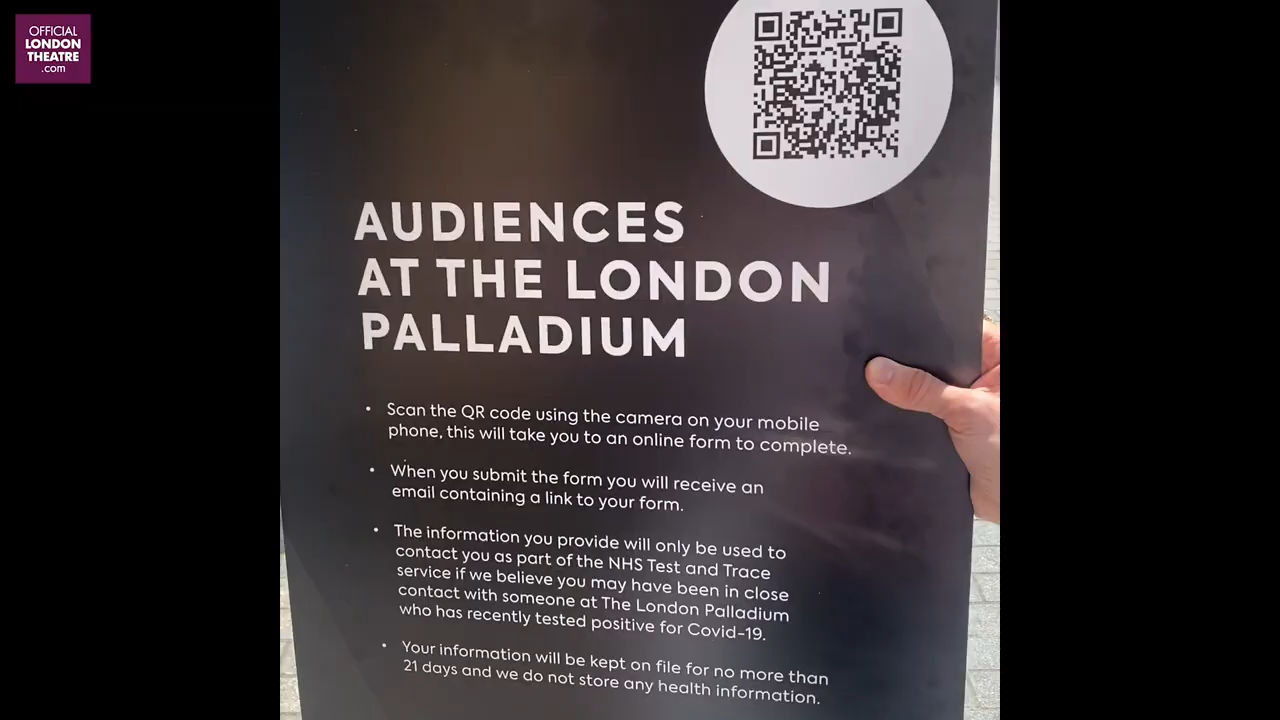 OFFICIAL
LONDON
THEATRE
.com
AUDIENCES
AT THE LONDON
PALLADIUM
• Scan the QR code using the camera on your mobile
phone, this will take you to an online form to complete.
• When you submit the form you will receive an
email containing a link to your form.
• The information you provide will only be used to
contact you as part of the NHS Test and Trace
service if we believe you may have been in close
contact with someone at The London Palladium
who has recently tested positive for Covid-19.
• Your information will be kept on file for no more than
21 days and we do not store any health information.